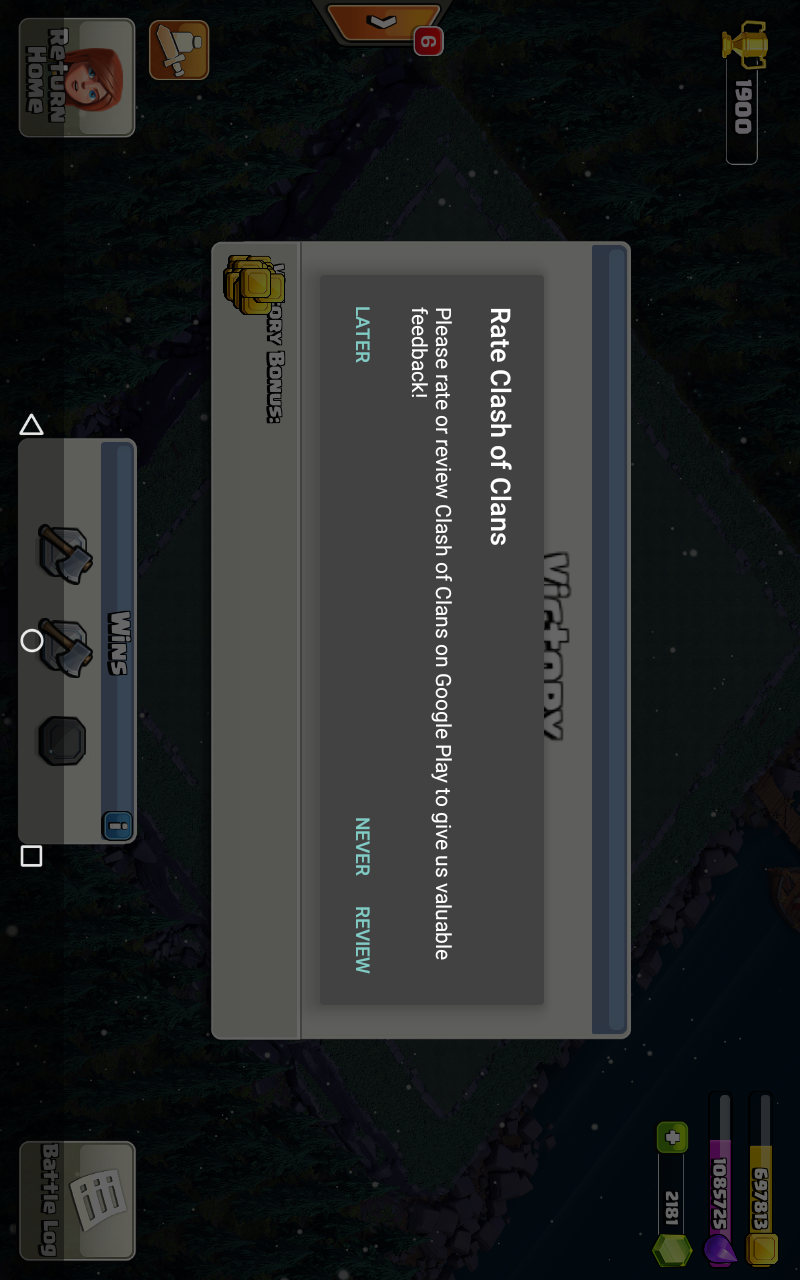 1900
697813
1085725
2181
6
Victory
Rate Clash of Clans
Please rate or review Clash of Clans on Google Play to give us valuable
feedback!
LATER
NEVER
REVIEW
Bonus:
Wins
Return
Home
Battle Log